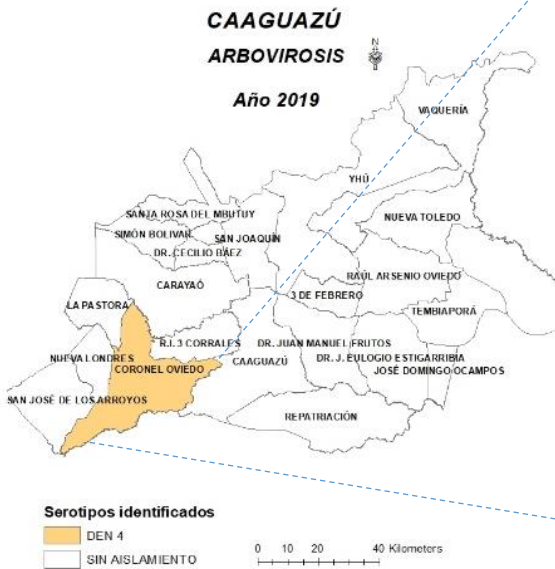 CAAGUAZÚ
ARBOVIROSIS
N
Año 2019
VAQUERÍA
YHÚ
SANTA ROSA DEL MBUTUY
NUEVA TOLEDO
SIMÓN BOLIVAR
SAN JOAQUÍN
DR. CECILIO BÁEZ
RAÚL ARSENIO OVIEDO
CARAYAÓ
3 DE FEBRERO
LA PASTORA
TEMBIAPORÁ
R.I. 3 CORRALES
DR. JUAN MANUEL FRUTOS
NUEVA LONDRES
CAAGUAZÚ
DR. J. EULOGIO ESTIGARRIBIA
CORONEL OVIEDO
JOSÉ DOMINGO OCAMPOS
SAN JOSÉ DE LOS ARROYOS
REPATRIACIÓN
Serotipos identificados
DEN 4
SIN AISLAMIENTO
0 10 20 40 Kilometers